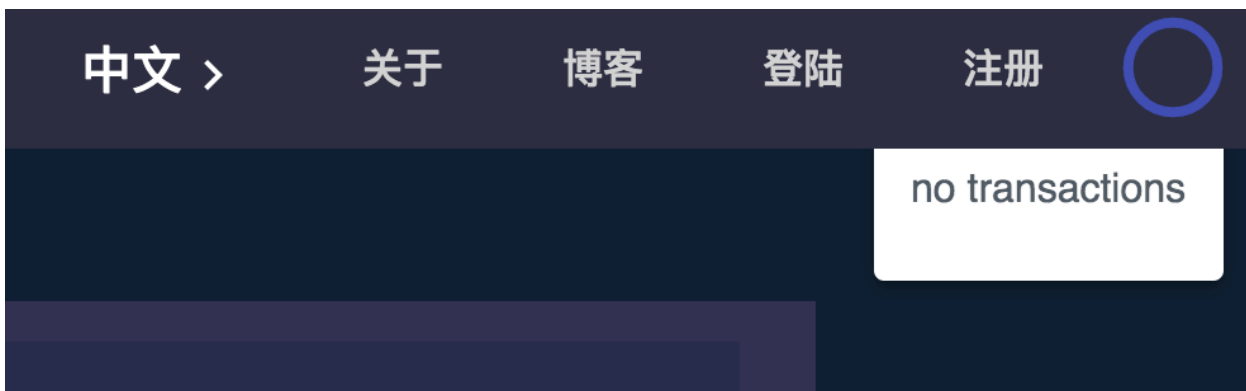 中文 › 关于 博客 登陆 注册
no transactions